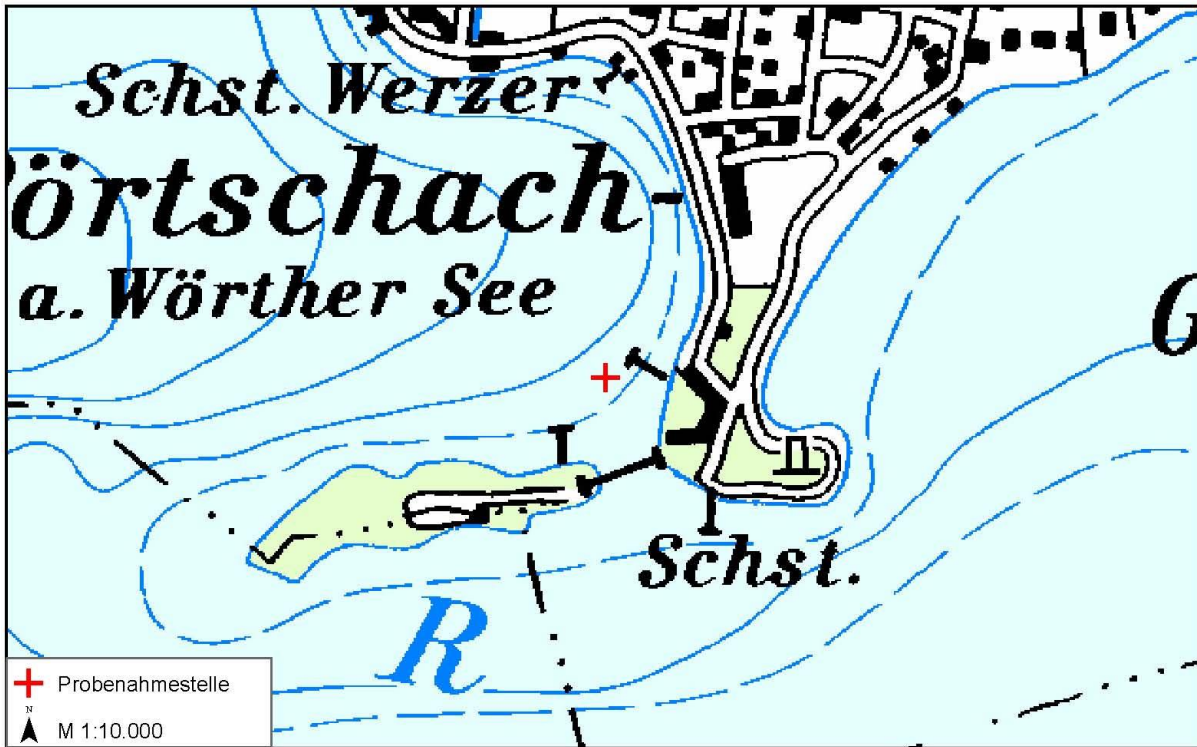 Schst. Werzer
örtschach
a. Wörther See
G
Schst.
R
Probenahmestelle
N
M 1:10.000